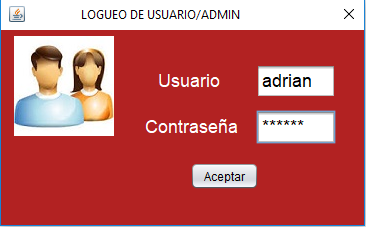 LOGUEO DE USUARIO/ADMIN
Usuario adrian
Contraseña ******
Aceptar